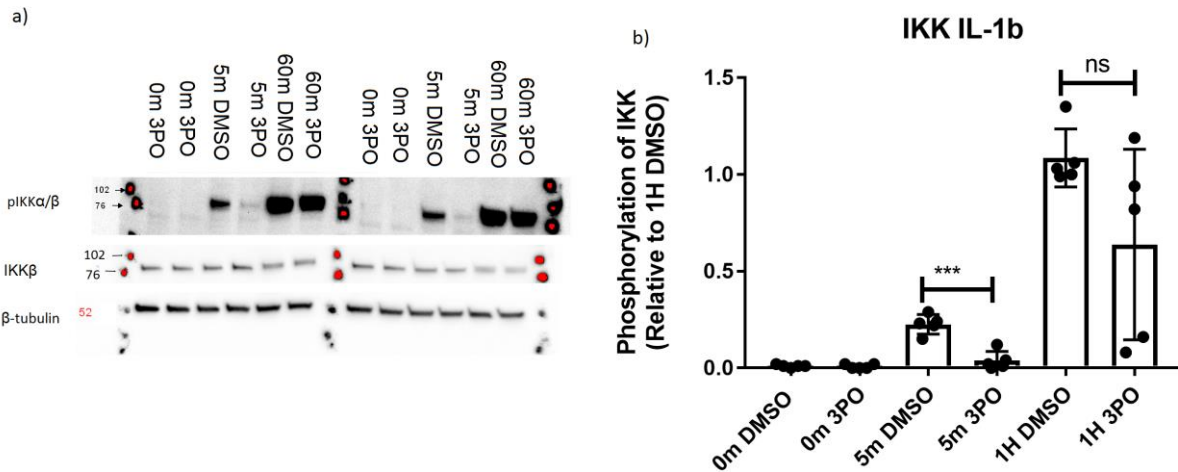 a)
0m 3PO
0m 3PO
5m DMSO
5m 3PO
60m DMSO
60m 3PO
0m 3PO
0m 3PO
5m DMSO
5m 3PO
60m DMSO
60m 3PO
pIKKα/β
102
76
IKKβ
102
76
β-tubulin
52
b)
IKK IL-1b
Phosphorylation of IKK
(Relative to 1H DMSO)
1.5
1.0
0.5
0.0
***
ns
0m DMSO
0m 3PO
5m DMSO
5m 3PO
1H DMSO
1H 3PO